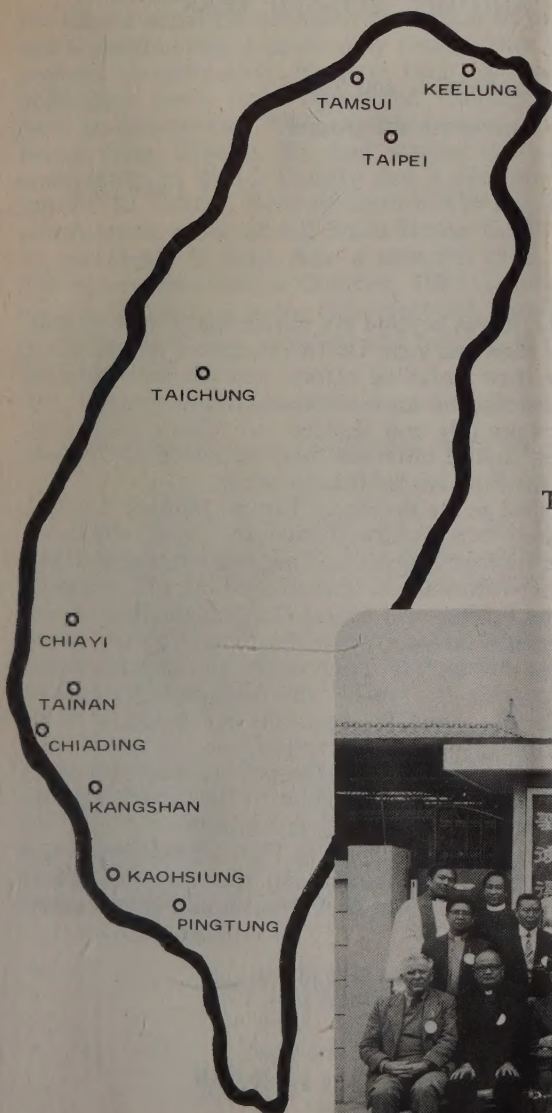 TAMSUI
KEELUNG
TAIPEI
TAICHUNG
T
CHIAYI
TAINAN
CHIADING
KANGSHAN
KAOHSIUNG
PINGTUNG